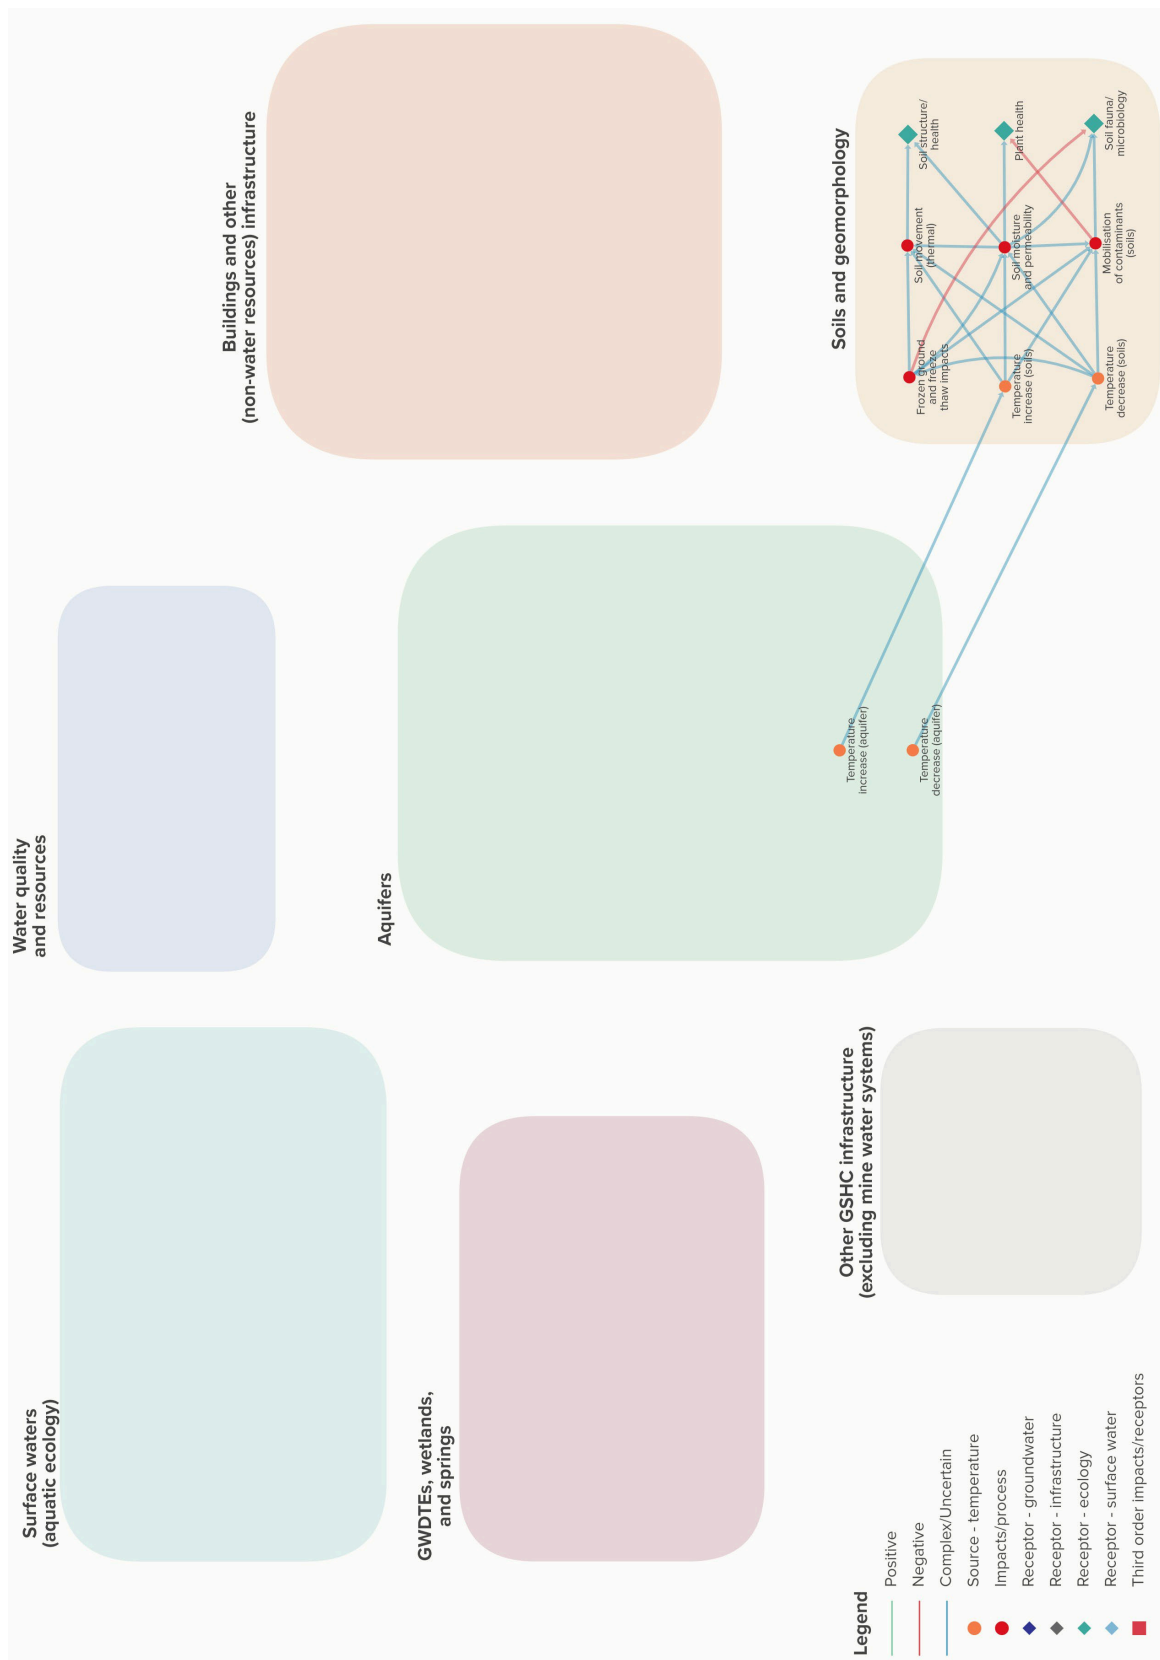 Surface waters
(aquatic ecology)
Water quality
and resources
Buildings and other
(non-water resources) infrastructure
GWDTEs, wetlands,
and springs
Aquifers
Temperature
increase (aquifer)
Temperature
decrease (aquifer)
Other GSHC infrastructure
(excluding mine water systems)
Soils and geomorphology
Frozen ground
and freeze
thaw impacts
Soil movement
(thermal)
Soil structure/
health
Temperature
increase (soils)
Soil moisture
and permeability
Plant health
Temperature
decrease (soils)
Mobilisation
of contaminants
(soils)
Soil fauna/
microbiology
Legend
Positive
Negative
Complex/Uncertain
Source - temperature
Impacts/process
Receptor - groundwater
Receptor - infrastructure
Receptor - ecology
Receptor - surface water
Third order impacts/receptors